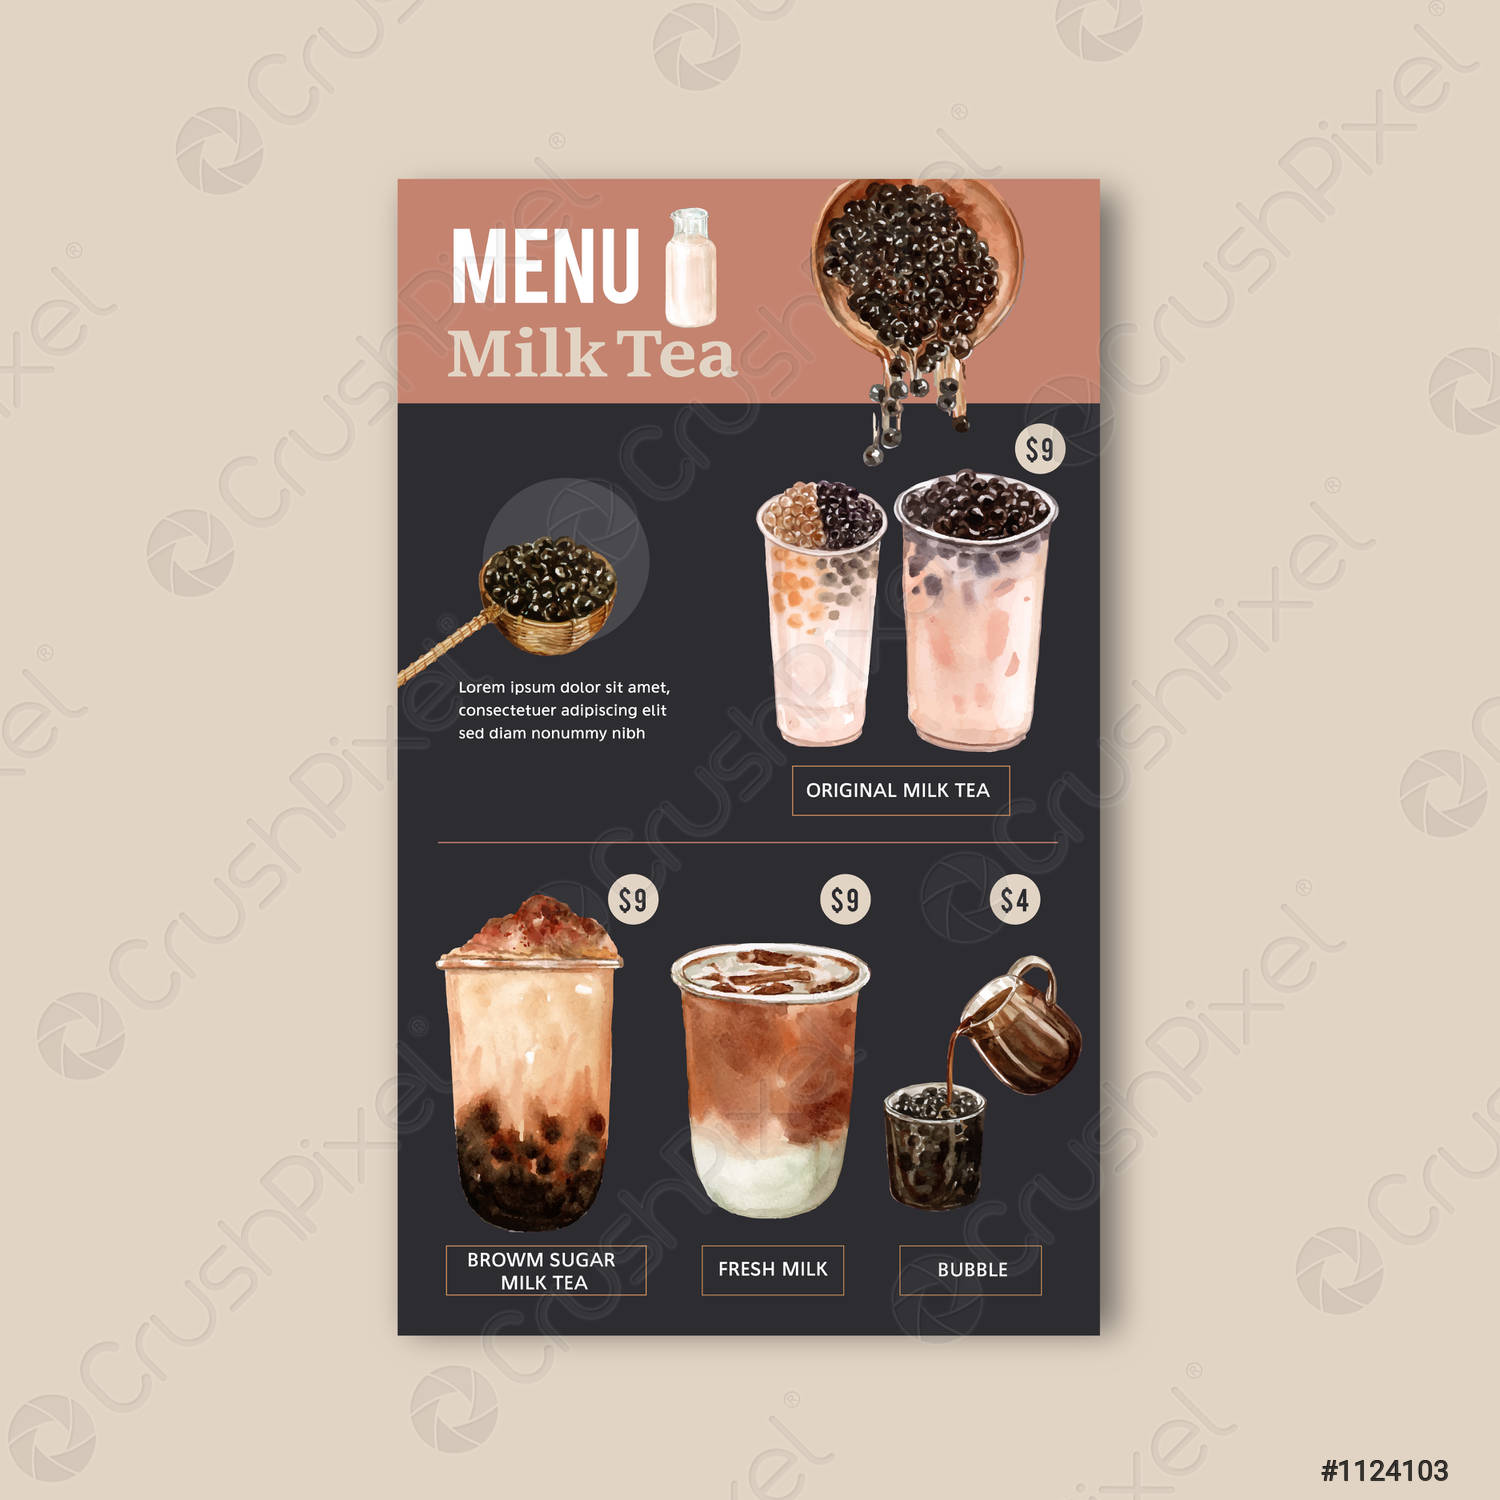 MENU
Milk Tea
$9
Lorem ipsum dolor sit amet,
consectetuer adipiscing elit
sed diam nonummy nibh
ORIGINAL MILK TEA
$9
$9
$4
BROWM SUGAR
MILK TEA
FRESH MILK
BUBBLE
CrushPixel
#1124103